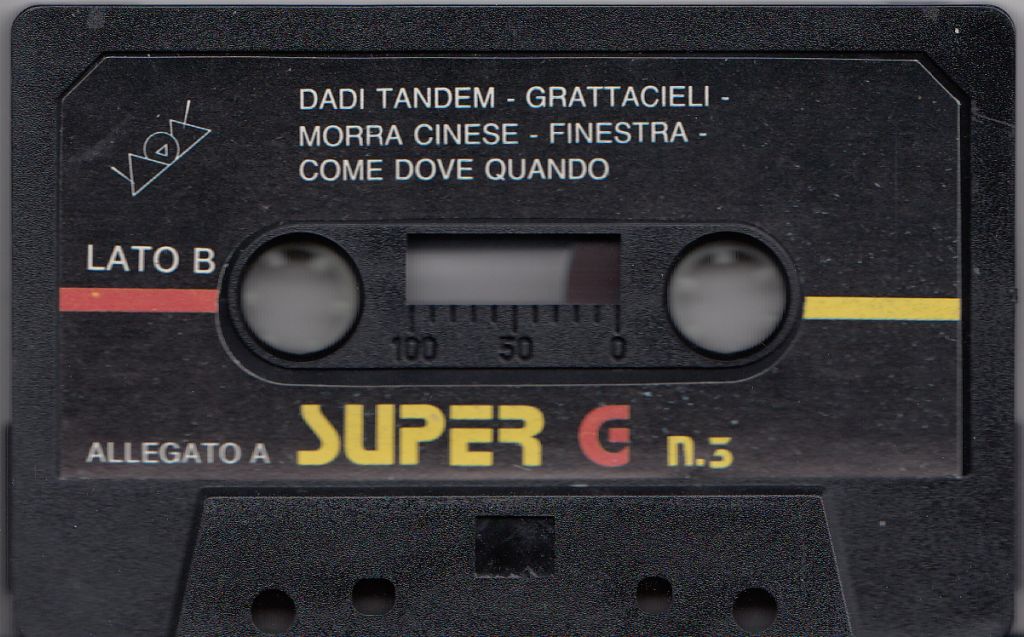 DADI TANDEM - GRATTACIELI -
MORRA CINESE - FINESTRA -
COME DOVE QUANDO
LATO B
100 50 0
ALLEGATO A SUPER G n.3